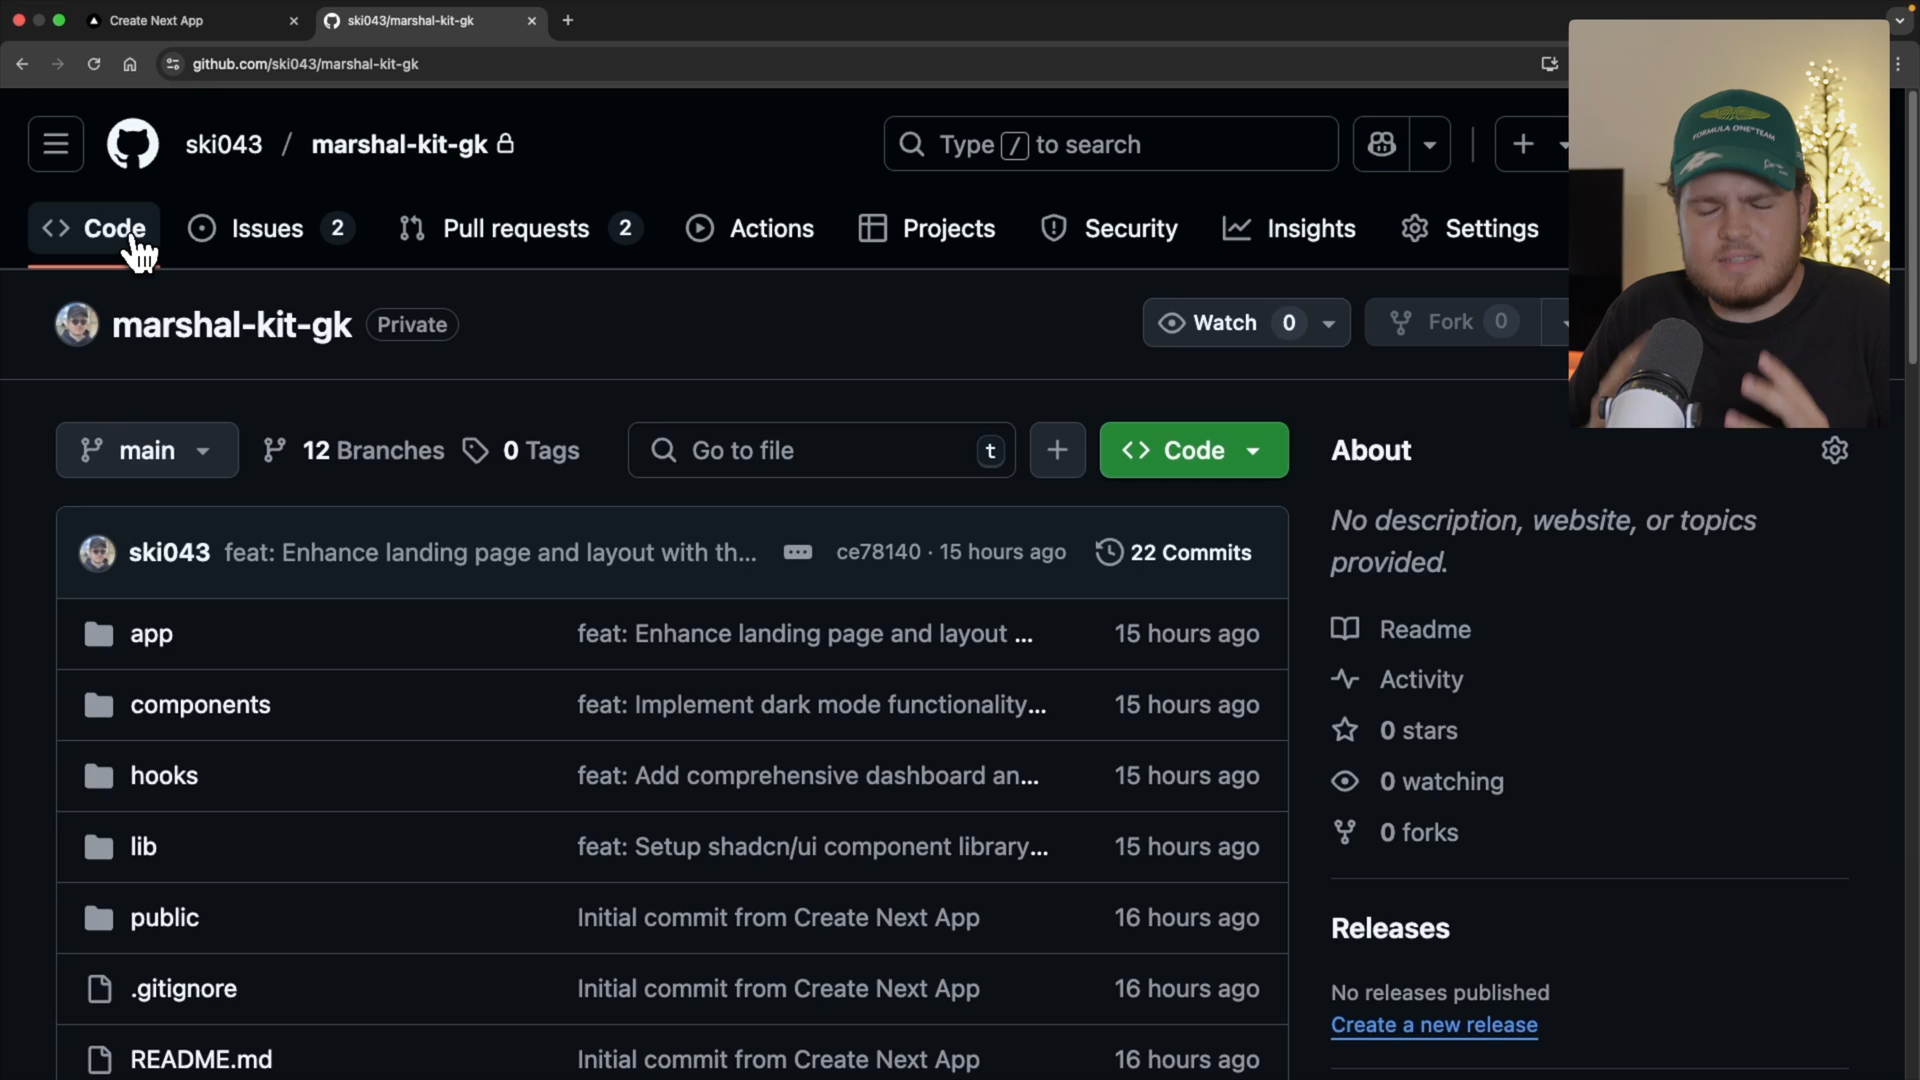 Create Next App
ski043/marshal-kit-gk
github.com/ski043/marshal-kit-gk
ski043 / marshal-kit-gk
Type / to search
Code
Issues 2
Pull requests 2
Actions
Projects
Security
Insights
Settings
marshal-kit-gk Private
Watch 0
Fork 0
main
12 Branches
0 Tags
Go to file t
Code
About
No description, website, or topics
provided.
ski043 feat: Enhance landing page and layout with th... ce78140 · 15 hours ago 22 Commits
app feat: Enhance landing page and layout ... 15 hours ago
components feat: Implement dark mode functionality... 15 hours ago
hooks feat: Add comprehensive dashboard an... 15 hours ago
lib feat: Setup shadcn/ui component library... 15 hours ago
public Initial commit from Create Next App 16 hours ago
.gitignore Initial commit from Create Next App 16 hours ago
README.md Initial commit from Create Next App 16 hours ago
Readme
Activity
0 stars
0 watching
0 forks
Releases
No releases published
Create a new release
FORMULA ONE™ TEAM